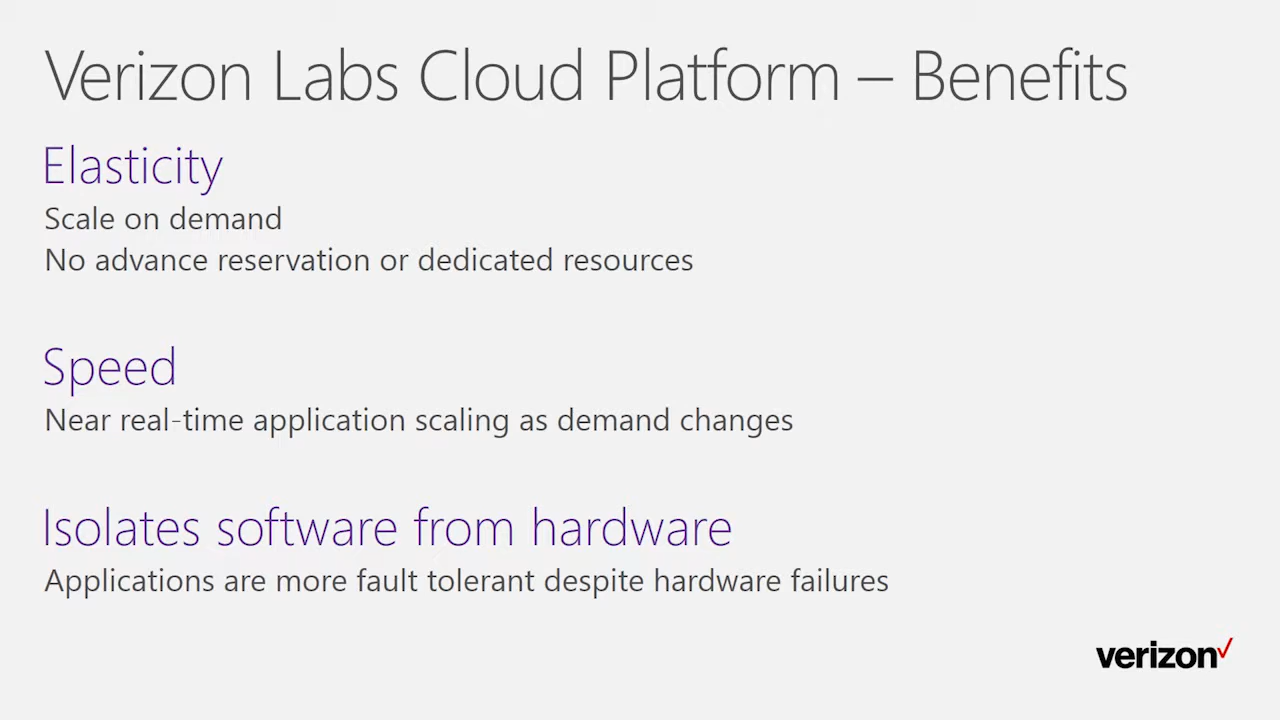 Verizon Labs Cloud Platform – Benefits
Elasticity
Scale on demand
No advance reservation or dedicated resources
Speed
Near real-time application scaling as demand changes
Isolates software from hardware
Applications are more fault tolerant despite hardware failures
verizon